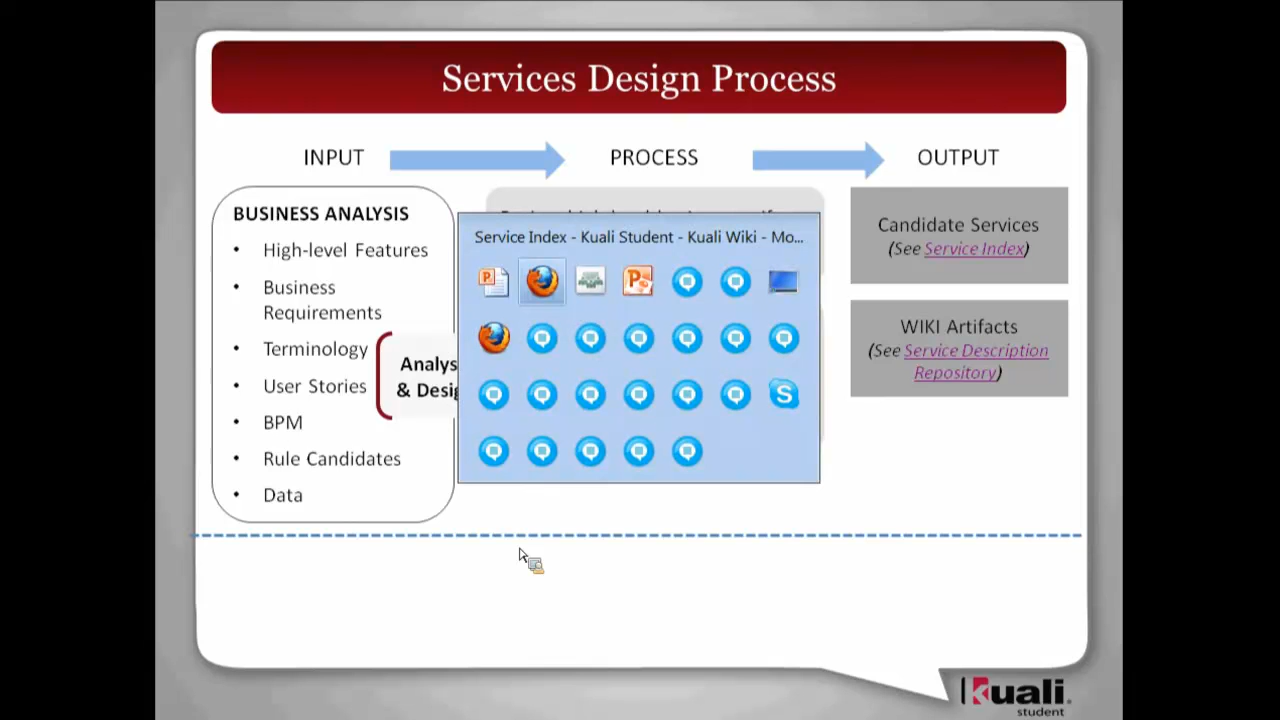 Services Design Process
INPUT
PROCESS
OUTPUT
BUSINESS ANALYSIS
• High-level Features
• Business
Requirements
• Terminology
• User Stories
• BPM
• Rule Candidates
• Data
Analys
& Desig
Service Index - Kuali Student - Kuali Wiki - Mo...
Candidate Services
(See Service Index)
WIKI Artifacts
(See Service Description
Repository)
kuali
student